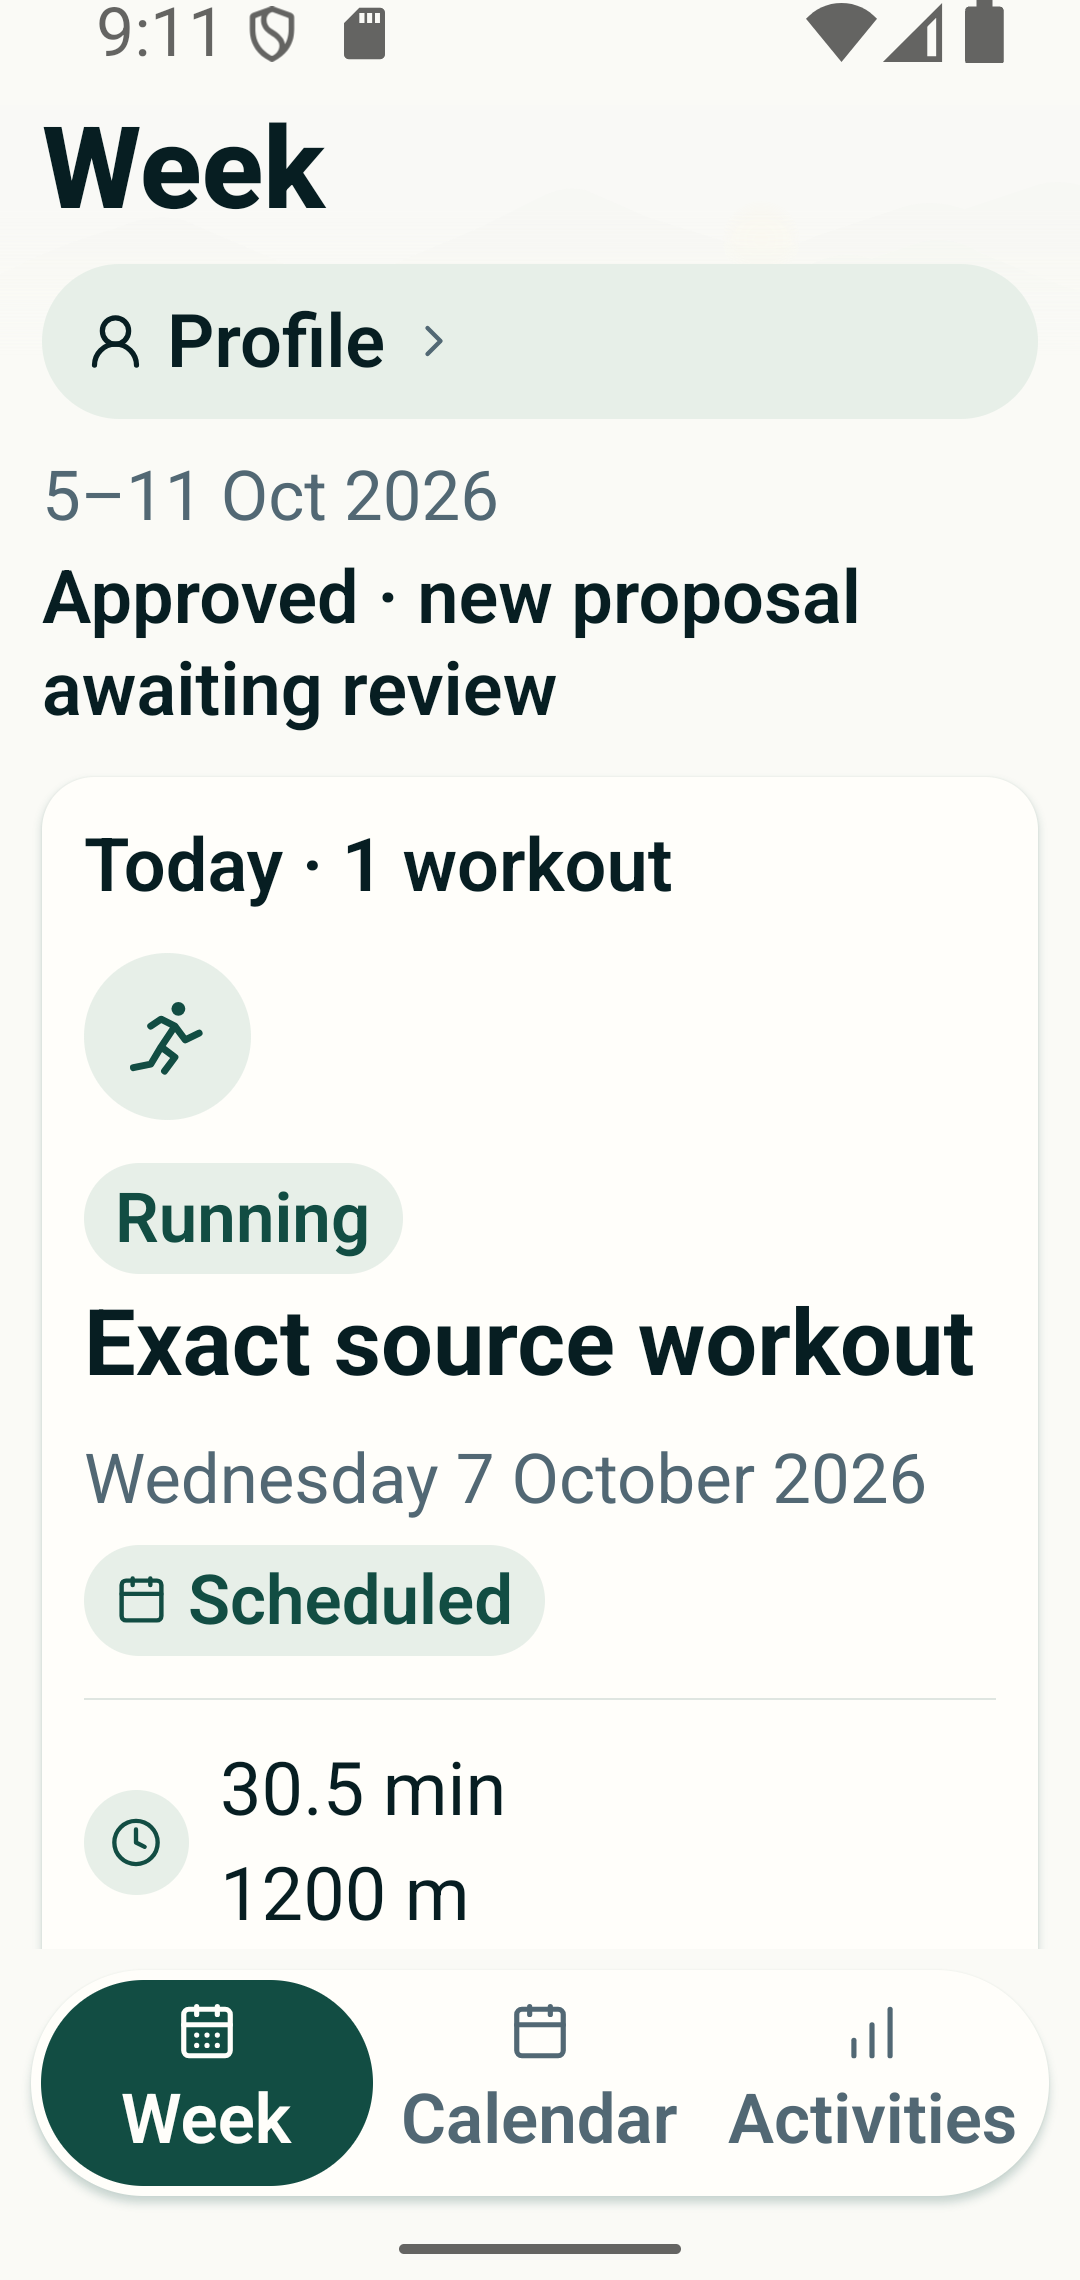 9:11
Week
Profile
5–11 Oct 2026
Approved · new proposal
awaiting review
Today · 1 workout
Running
Exact source workout
Wednesday 7 October 2026
Scheduled
30.5 min
1200 m
Week
Calendar
Activities